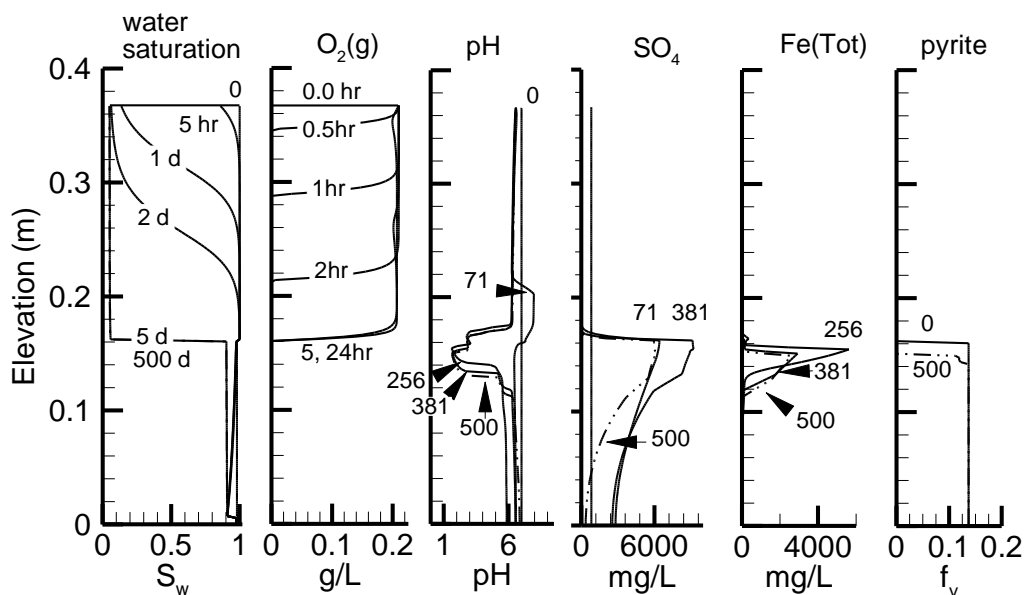 water
saturation
O2(g)
pH
SO4
Fe(Tot)
pyrite
0.4
0.3
0.2
0.1
0
Elevation (m)
0
5 hr
1 d
2 d
5 d
500 d
0 0.5 1
Sw
0.0 hr
0.5hr
1hr
2hr
5, 24hr
0 0.1 0.2
g/L
0
71
256
381
500
1 6
pH
71 381
500
0 6000
mg/L
256
381
500
0 4000
mg/L
0
500
0 0.1 0.2
fv